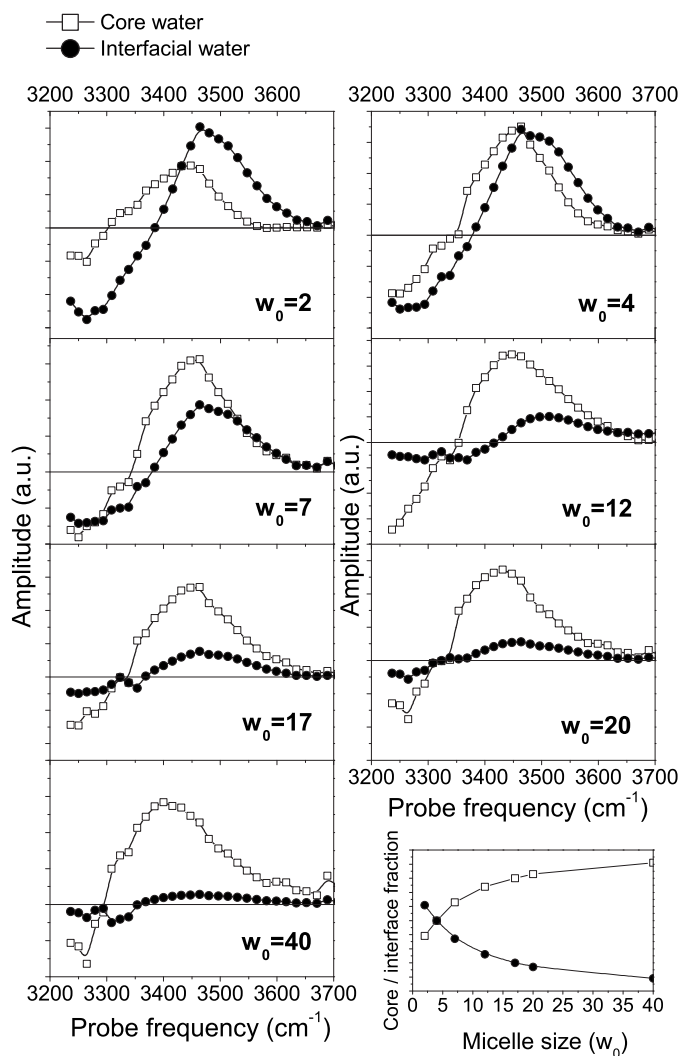 Core water
Interfacial water
3200 3300 3400 3500 3600
3200 3300 3400 3500 3600 3700
w0=2
w0=4
w0=7
w0=12
w0=17
w0=20
w0=40
Amplitude (a.u.)
Amplitude (a.u.)
3200 3300 3400 3500 3600 3700
Probe frequency (cm-1)
3200 3300 3400 3500 3600 3700
Probe frequency (cm-1)
Core / interface fraction
0 5 10 15 20 25 30 35 40
Micelle size (w0)